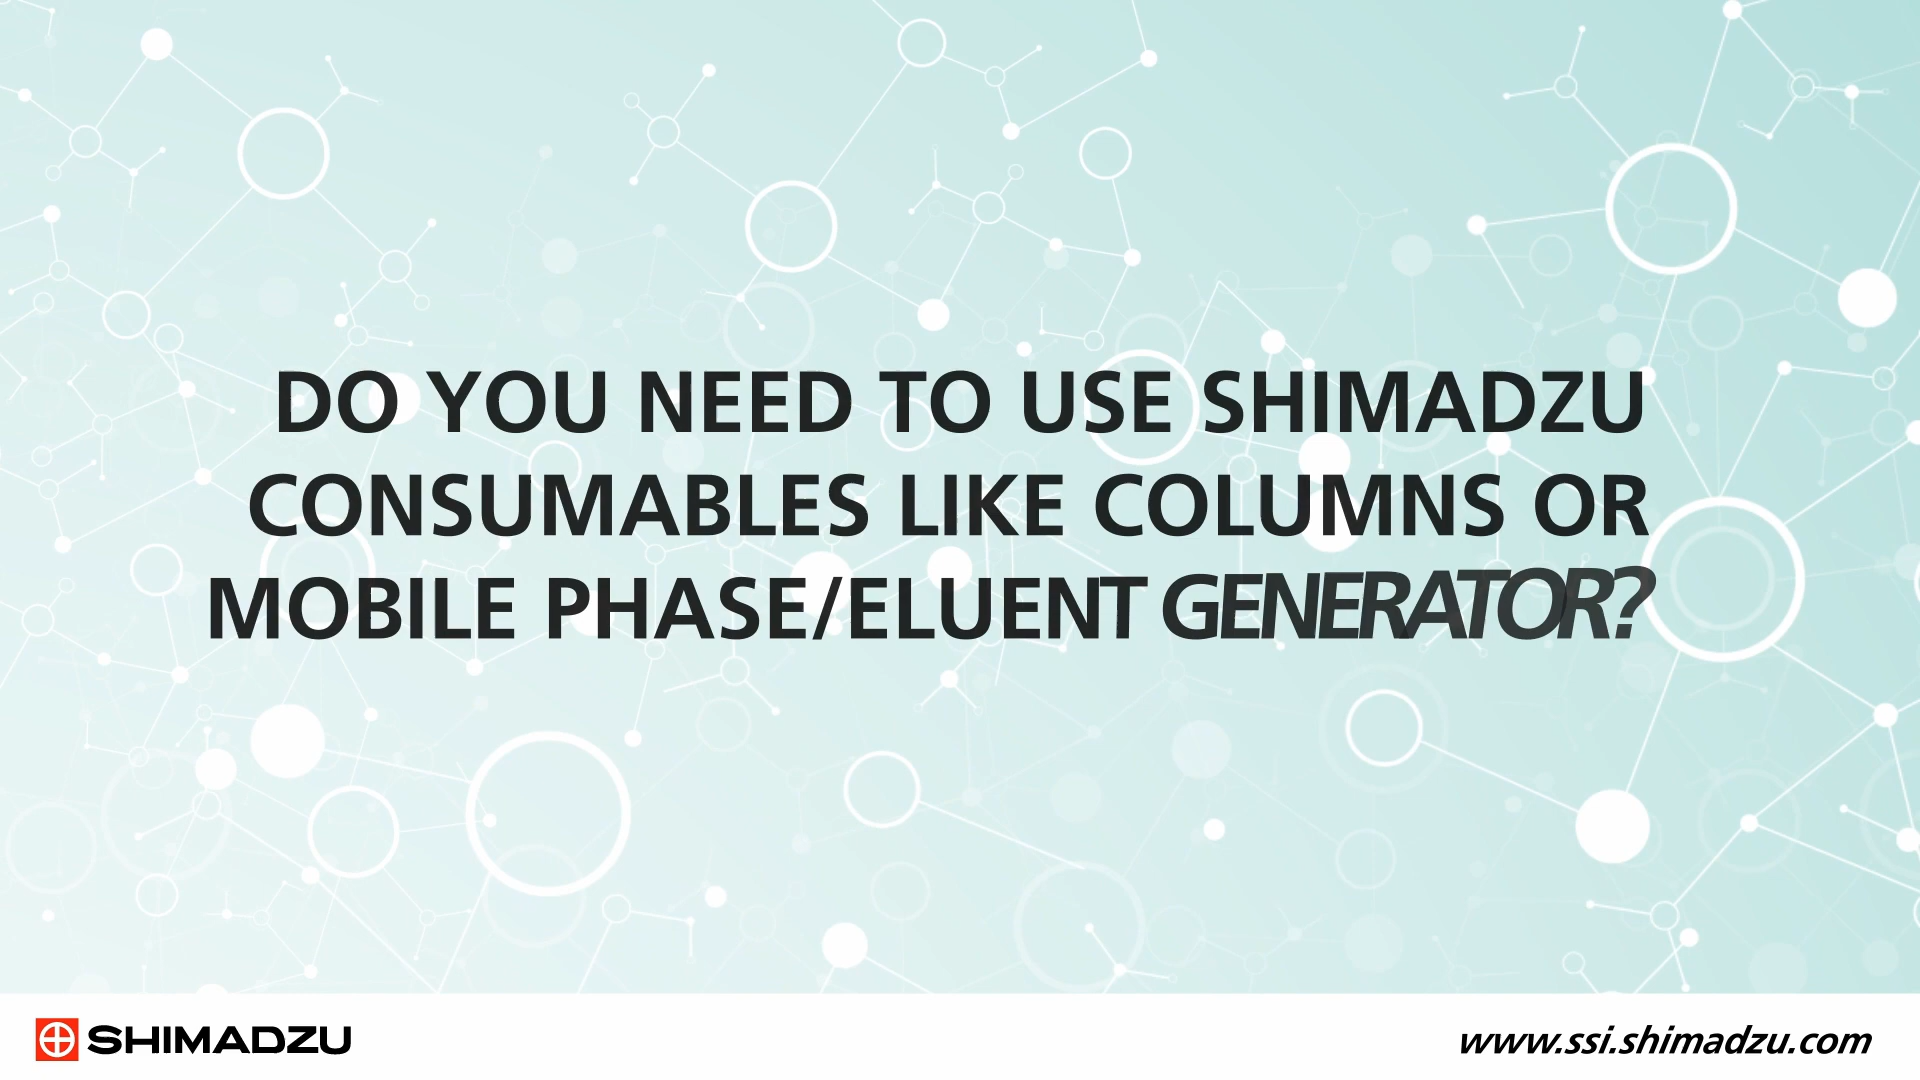 DO YOU NEED TO USE SHIMADZU
CONSUMABLES LIKE COLUMNS OR
MOBILE PHASE/ELUENT GENERATOR?
SHIMADZU
www.ssi.shimadzu.com